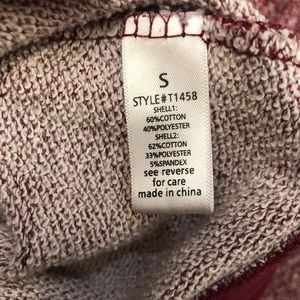 S
STYLE#T1458
SHELL1:
60%COTTON
40%POLYESTER
SHELL2:
62%COTTON
33%POLYESTER
5%SPANDEX
see reverse
for care
made in china